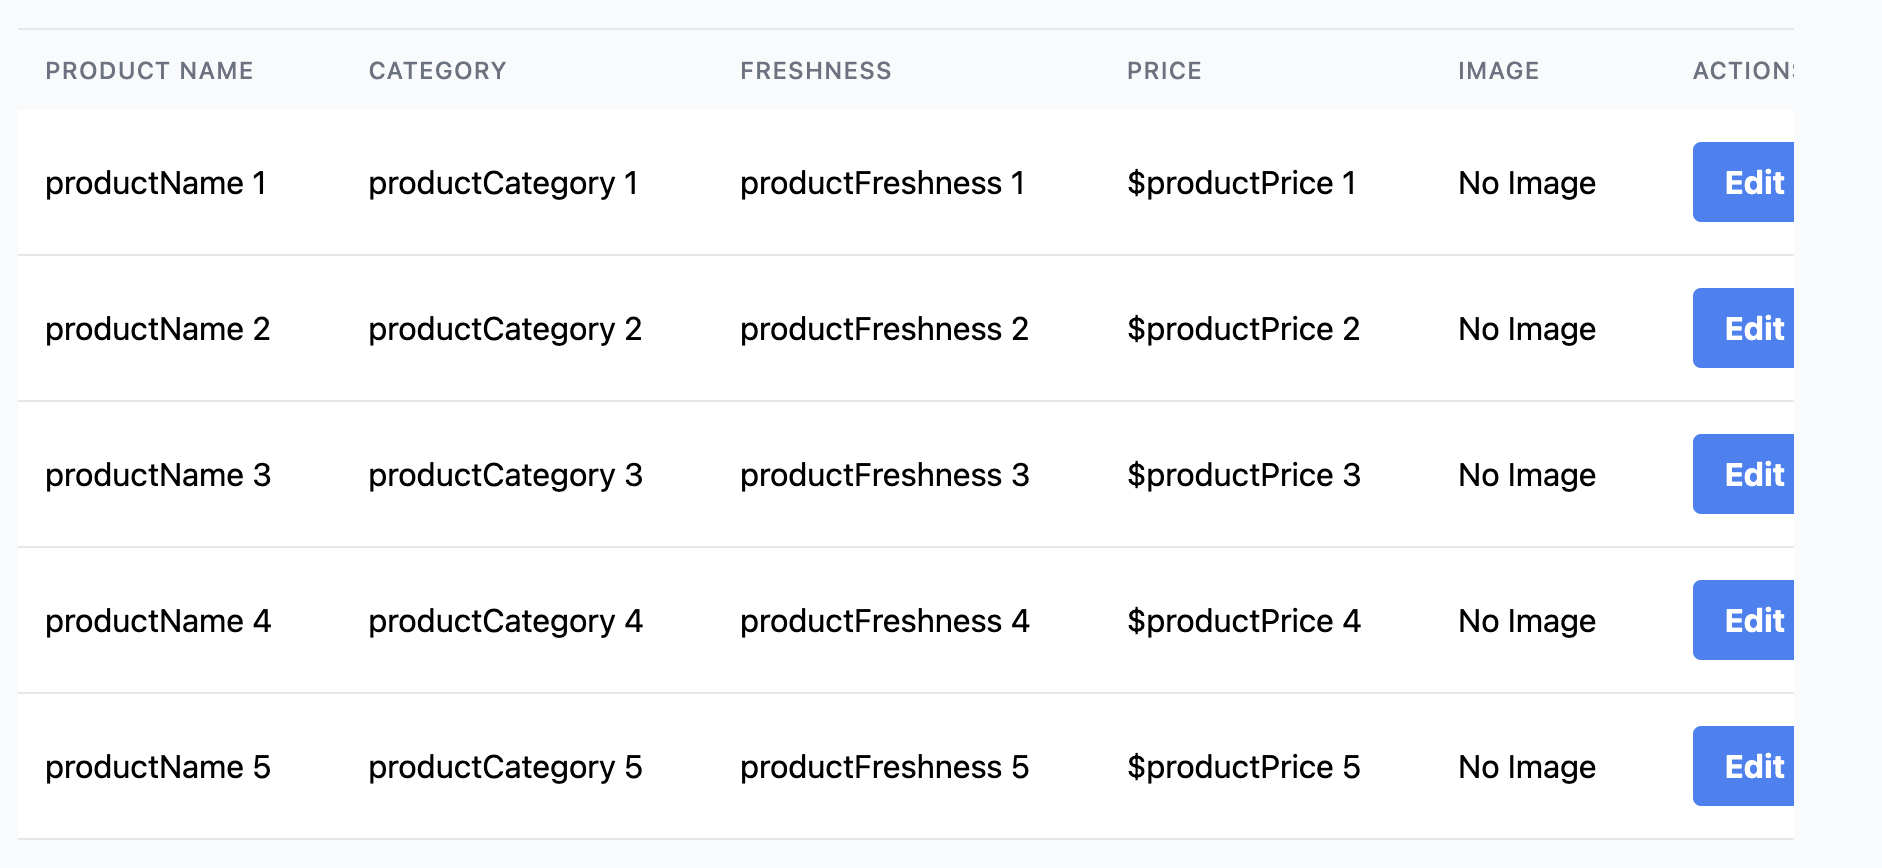 PRODUCT NAME CATEGORY FRESHNESS PRICE IMAGE ACTIONS
productName 1 productCategory 1 productFreshness 1 $productPrice 1 No Image Edit
productName 2 productCategory 2 productFreshness 2 $productPrice 2 No Image Edit
productName 3 productCategory 3 productFreshness 3 $productPrice 3 No Image Edit
productName 4 productCategory 4 productFreshness 4 $productPrice 4 No Image Edit
productName 5 productCategory 5 productFreshness 5 $productPrice 5 No Image Edit